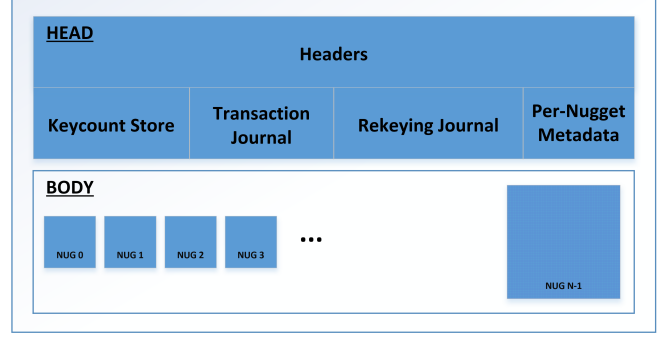 HEAD
Headers
Keycount Store
Transaction
Journal
Rekeying Journal
Per-Nugget
Metadata
BODY
NUG 0
NUG 1
NUG 2
NUG 3
...
NUG N-1